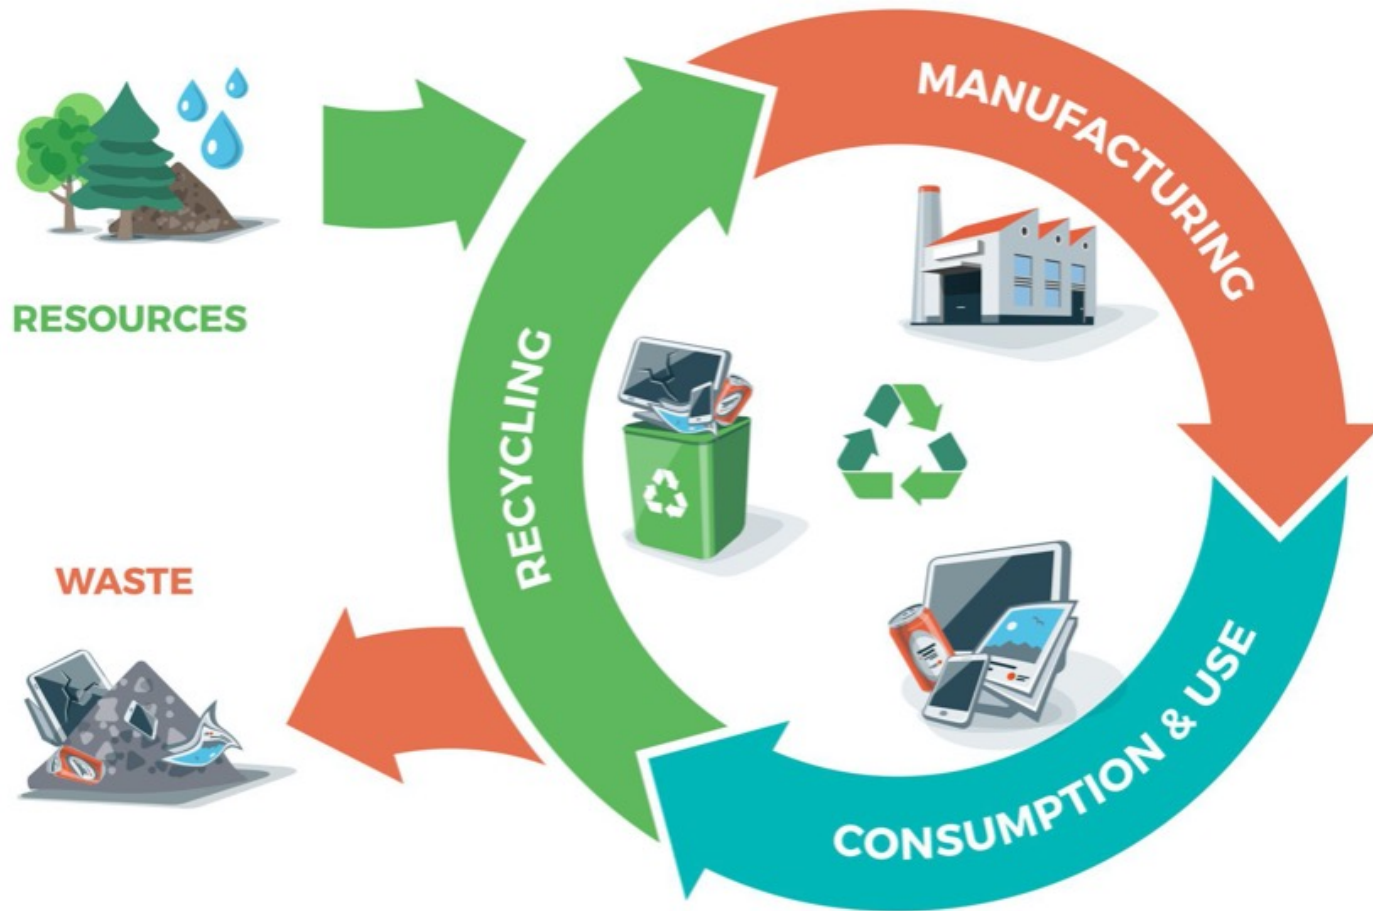 MANUFACTURING
RESOURCES
RECYCLING
WASTE
CONSUMPTION & USE